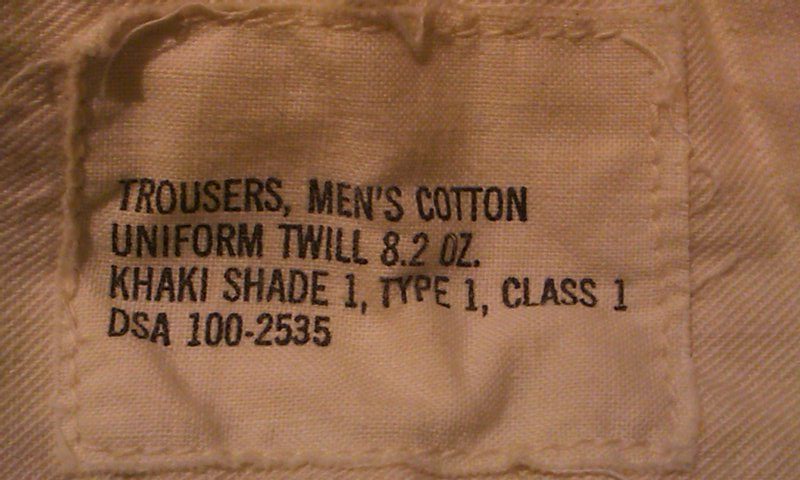 TROUSERS, MEN'S COTTON
UNIFORM TWILL 8.2 OZ.
KHAKI SHADE 1, TYPE 1, CLASS 1
DSA 100-2535